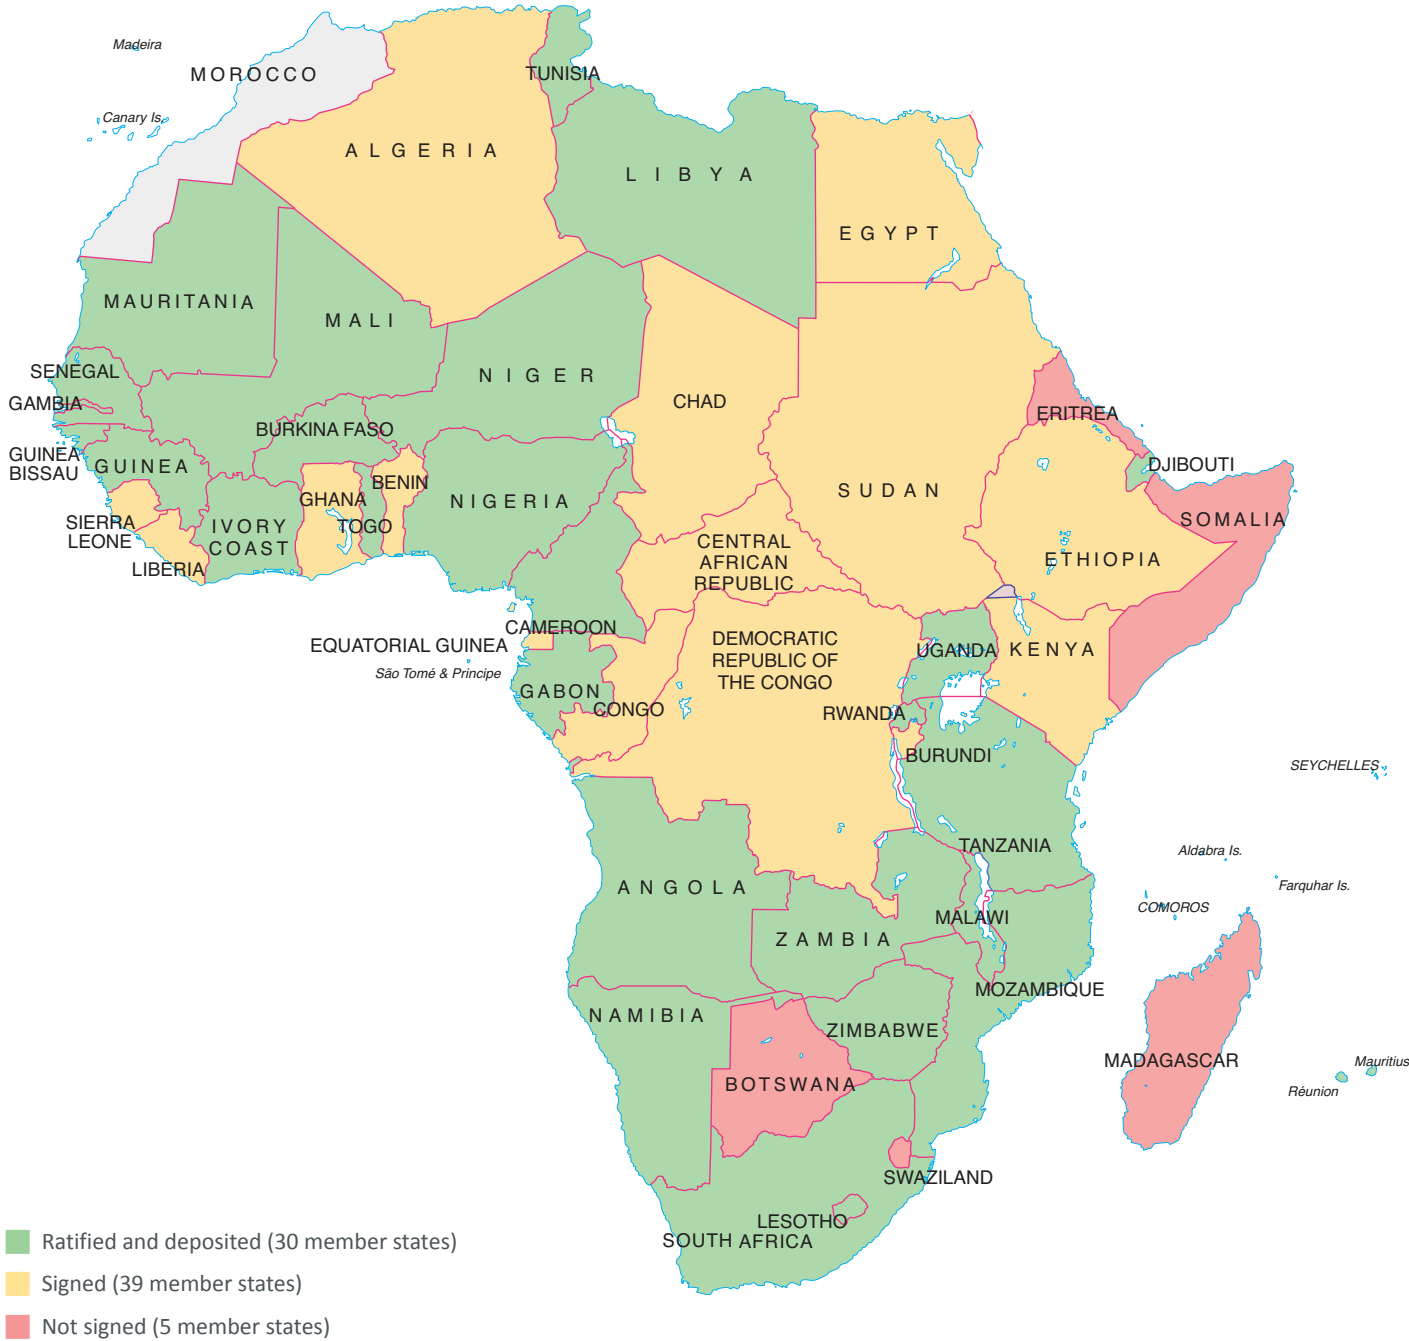 Madeira
MOROCCO
TUNISIA
Canary Is.
ALGERIA
LIBYA
EGYPT
MAURITANIA
MALI
SENEGAL
NIGER
GAMBIA
CHAD
ERITREA
BURKINA FASO
GUINEA
BISSAU
GUINEA
DJIBOUTI
BENIN
GHANA
NIGERIA
SUDAN
SOMALIA
SIERRA
LEONE
IVORY
COAST
TOGO
LIBERIA
CENTRAL
AFRICAN
REPUBLIC
ETHIOPIA
CAMEROON
EQUATORIAL GUINEA
São Tomé & Principe
DEMOCRATIC
REPUBLIC OF
THE CONGO
UGANDA
KENYA
GABON
CONGO
RWANDA
BURUNDI
SEYCHELLES
TANZANIA
Aldabra Is.
Farquhar Is.
ANGOLA
COMOROS
MALAWI
ZAMBIA
MOZAMBIQUE
NAMIBIA
ZIMBABWE
MADAGASCAR
Mauritius
BOTSWANA
Réunion
SWAZILAND
LESOTHO
SOUTH AFRICA
Ratified and deposited (30 member states)
Signed (39 member states)
Not signed (5 member states)